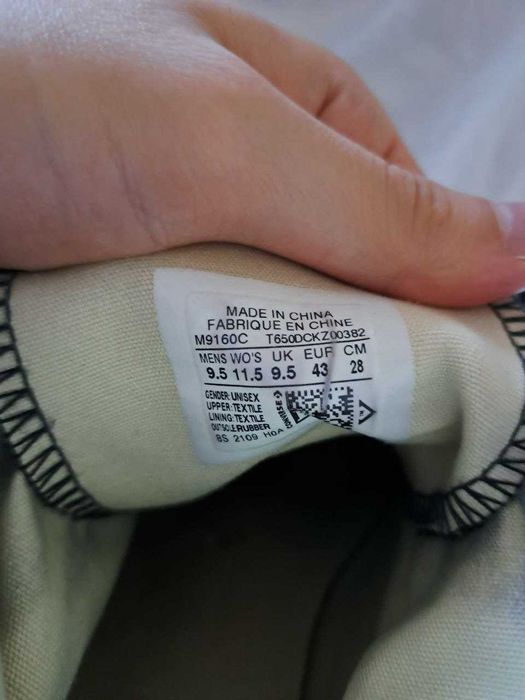 MADE IN CHINA
FABRIQUE EN CHINE
M9160C T650DCKZ00382
MENS WO'S UK EUR CM
9.5 11.5 9.5 43 28
GENDER:UNISEX
UPPER:TEXTILE
LINING:TEXTILE
OUTSOLE:RUBBER
BS 2109 H0A
CONVERSE